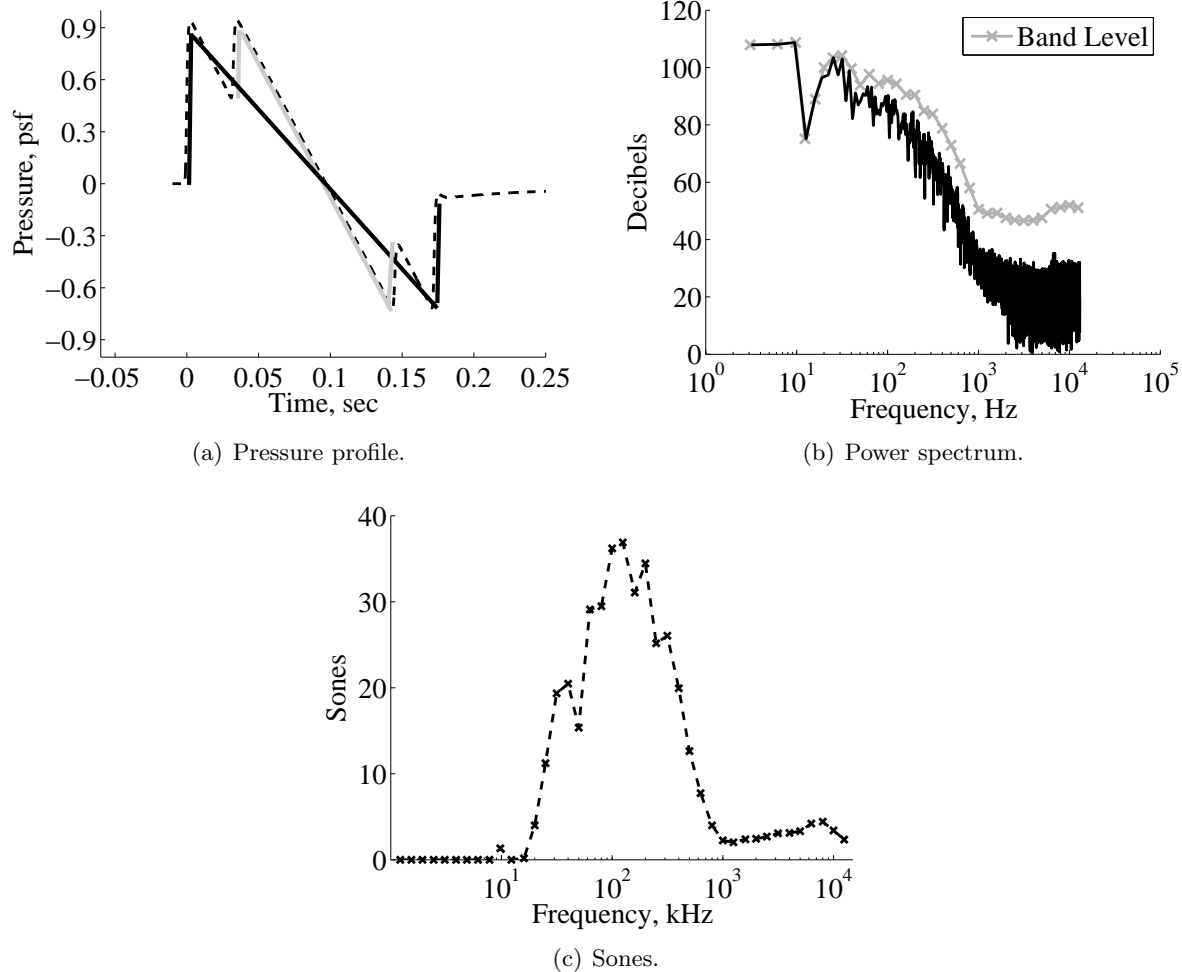 0.9
0.6
0.3
0
−0.3
−0.6
−0.9
Pressure, psf
−0.05 0 0.05 0.1 0.15 0.2 0.25
Time, sec
(a) Pressure profile.
120
100
80
60
40
20
0
Decibels
Band Level
10^0 10^1 10^2 10^3 10^4 10^5
Frequency, Hz
(b) Power spectrum.
40
30
20
10
0
Sones
10^1 10^2 10^3 10^4
Frequency, kHz
(c) Sones.